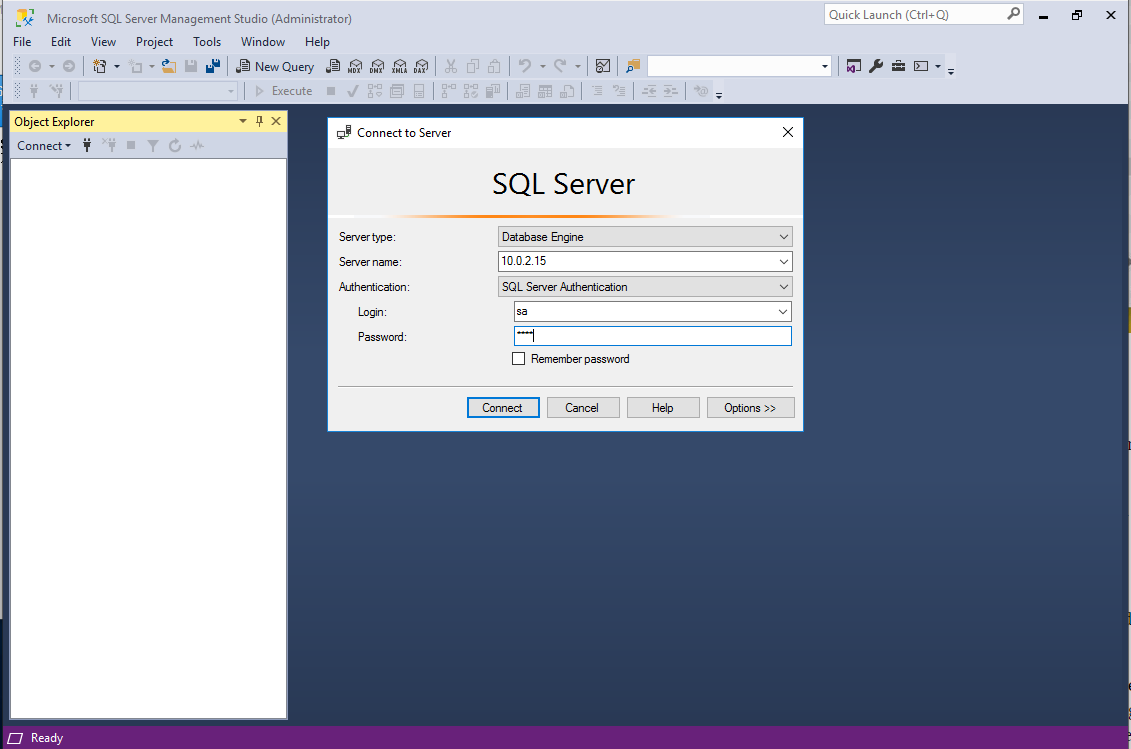 Microsoft SQL Server Management Studio (Administrator)
Quick Launch (Ctrl+Q)
File Edit View Project Tools Window Help
New Query MDX DMX XMLA DAX
Execute
Object Explorer
Connect
Connect to Server
SQL Server
Server type: Database Engine
Server name: 10.0.2.15
Authentication: SQL Server Authentication
Login: sa
Password: ****
Remember password
Connect Cancel Help Options >>
Ready